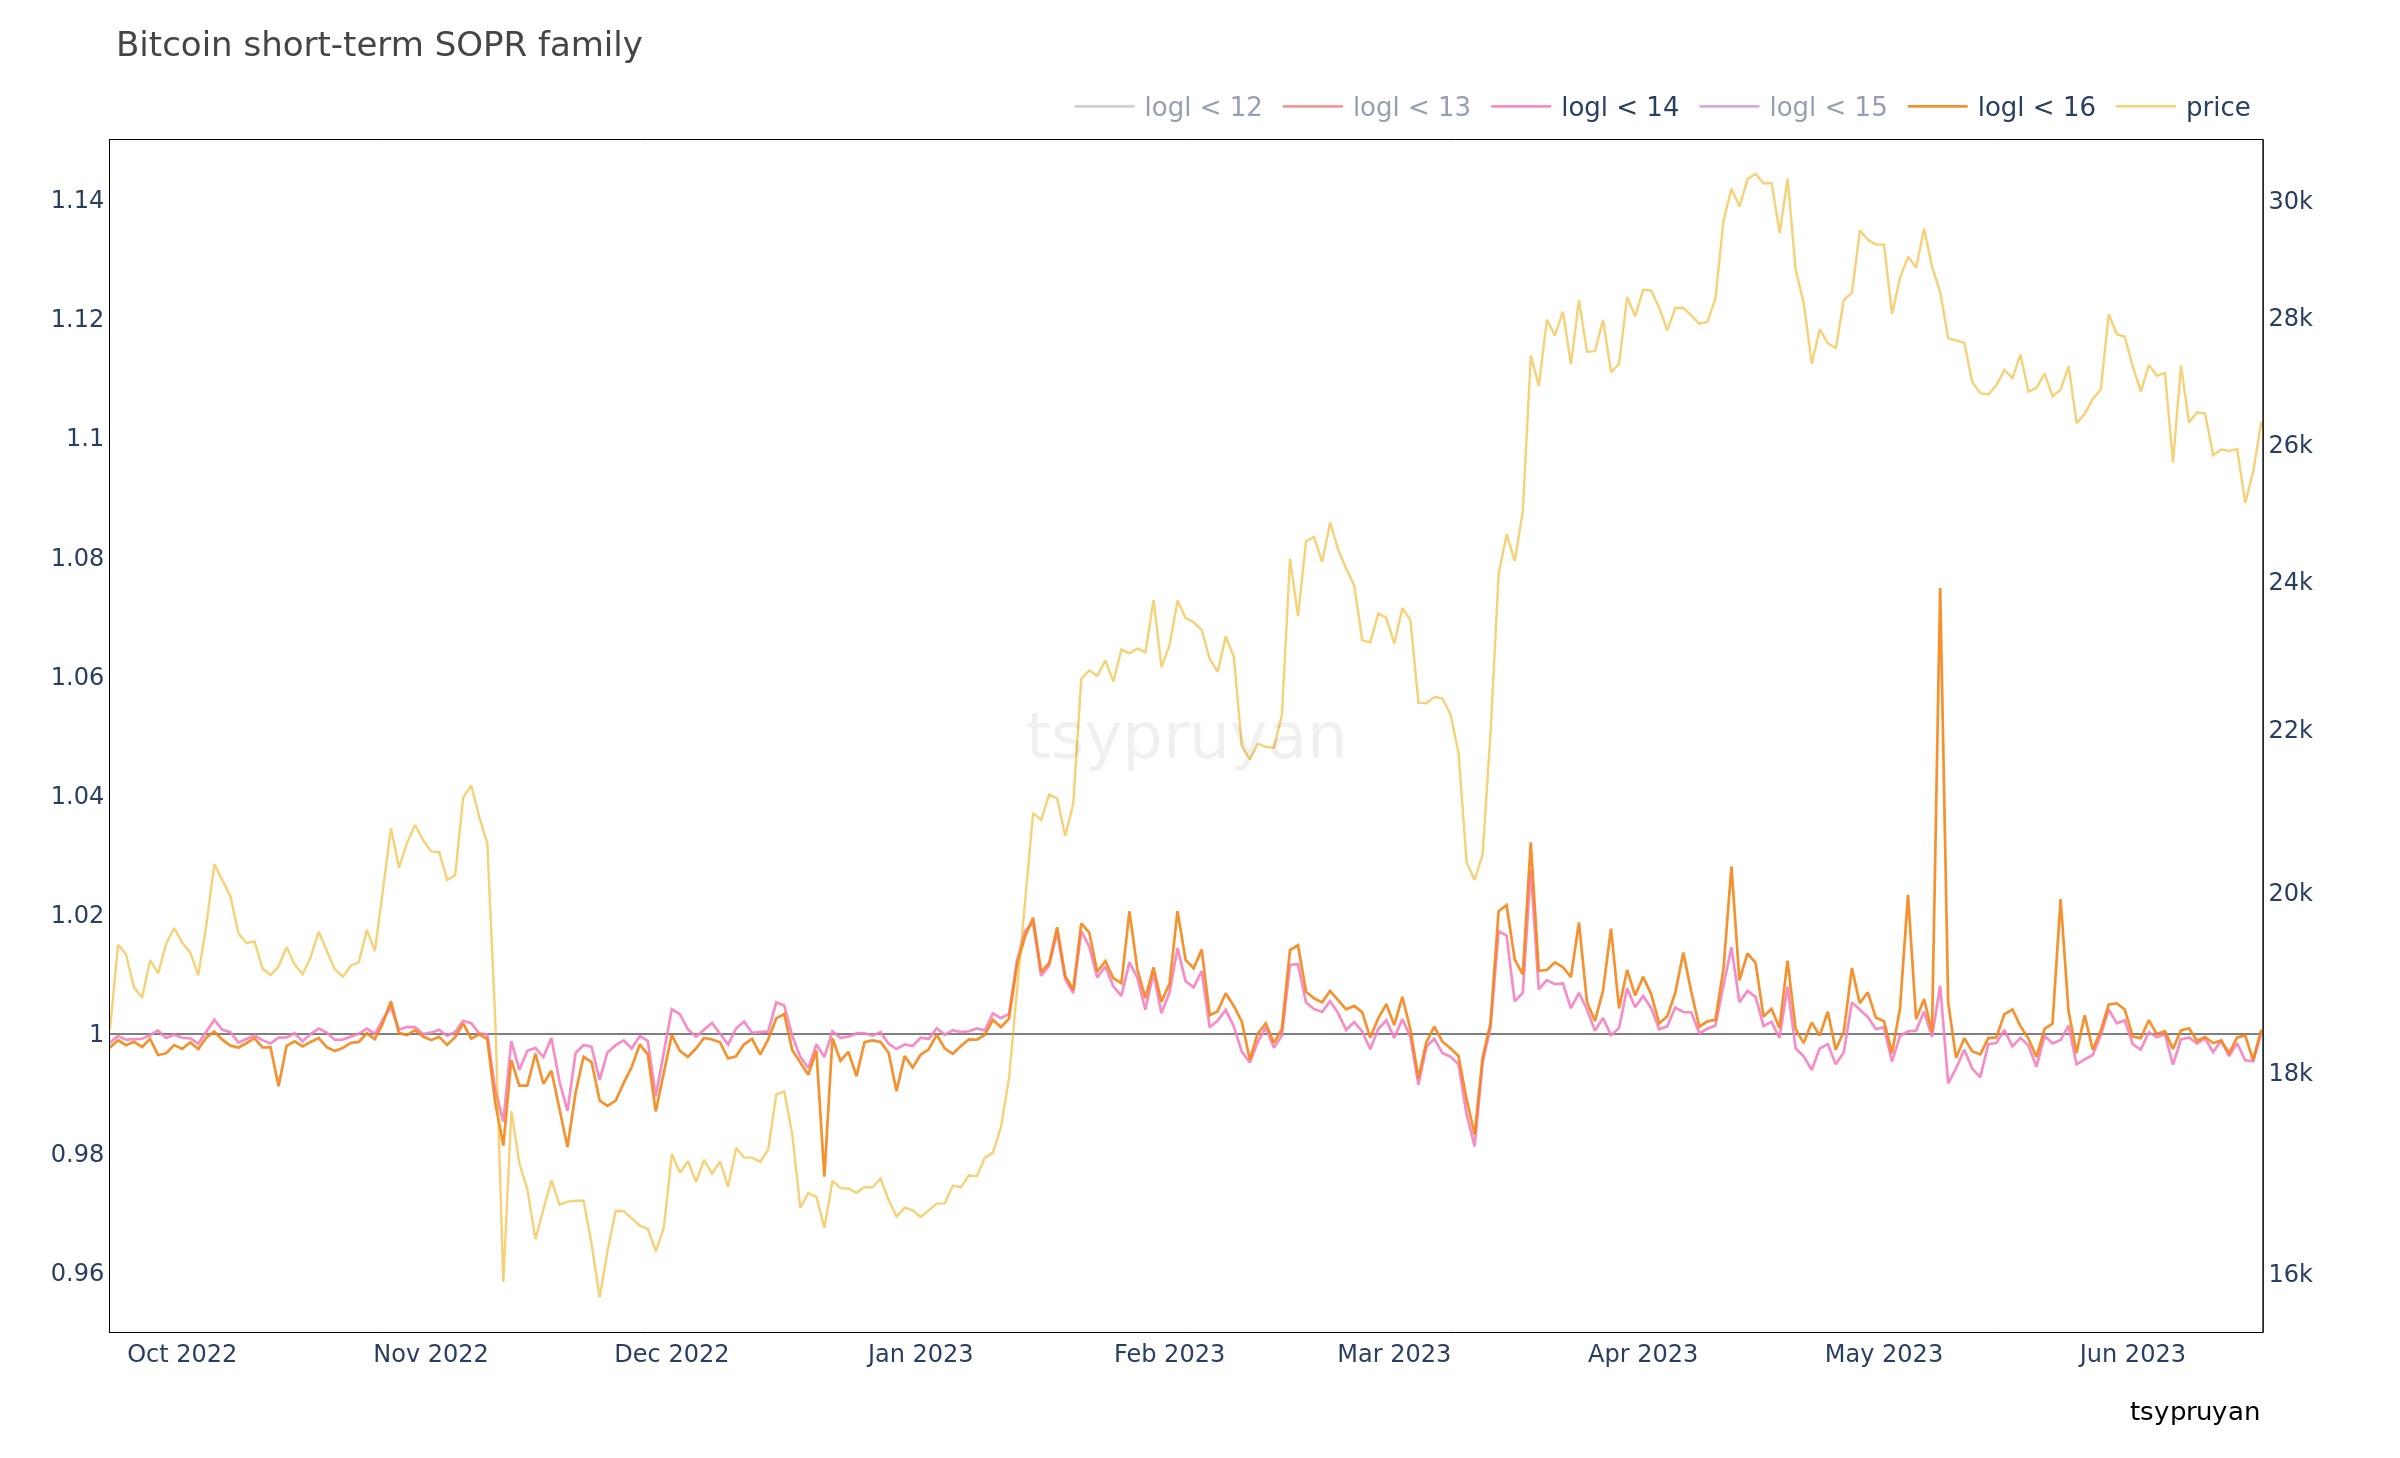 Bitcoin short-term SOPR family
logl < 12 logl < 13 logl < 14 logl < 15 logl < 16 price
1.14
1.12
1.1
1.08
1.06
1.04
1.02
1
0.98
0.96
30k
28k
26k
24k
22k
20k
18k
16k
tsypruyan
Oct 2022 Nov 2022 Dec 2022 Jan 2023 Feb 2023 Mar 2023 Apr 2023 May 2023 Jun 2023
tsypruyan